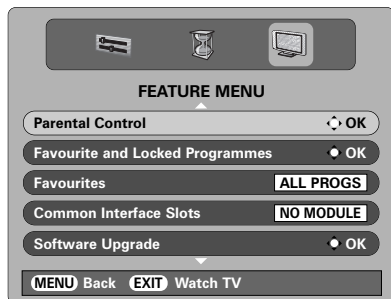 FEATURE MENU
Parental Control OK
Favourite and Locked Programmes OK
Favourites ALL PROGS
Common Interface Slots NO MODULE
Software Upgrade OK
MENU Back EXIT Watch TV